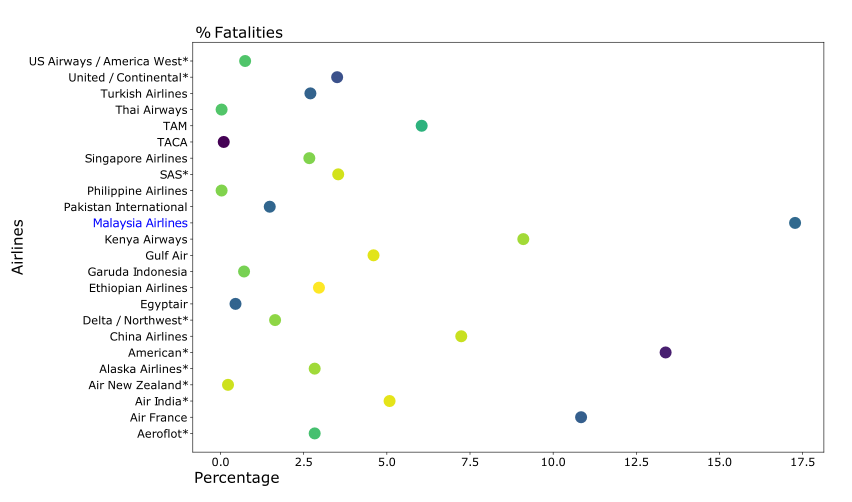 % Fatalities
US Airways / America West*
United / Continental*
Turkish Airlines
Thai Airways
TAM
TACA
Singapore Airlines
SAS*
Philippine Airlines
Pakistan International
Malaysia Airlines
Kenya Airways
Gulf Air
Garuda Indonesia
Ethiopian Airlines
Egyptair
Delta / Northwest*
China Airlines
American*
Alaska Airlines*
Air New Zealand*
Air India*
Air France
Aeroflot*
Airlines
0.0 2.5 5.0 7.5 10.0 12.5 15.0 17.5
Percentage